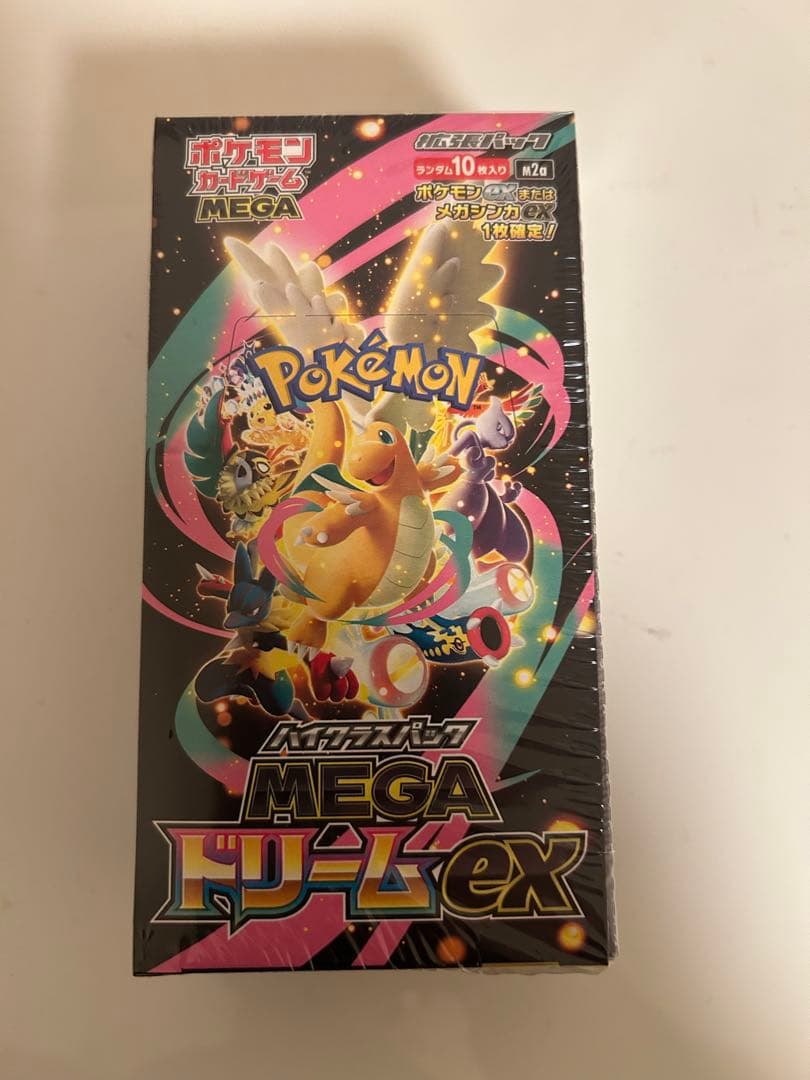 ポケモン
カードゲーム
MEGA
拡張パック
ランダム10枚入り M2a
ポケモンexまたは
メガシンカex
1枚確定!
POKéMON
TM
ハイクラスパック
MEGA
ドリームex